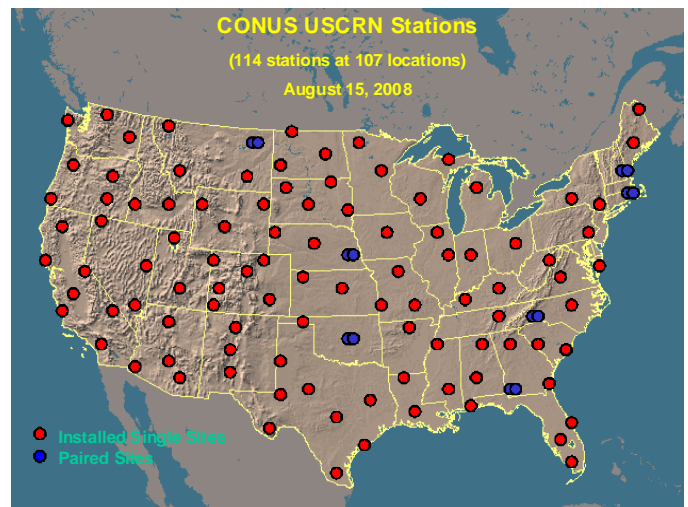 CONUS USCRN Stations
(114 stations at 107 locations)
August 15, 2008
Installed Single Sites
Paired Sites